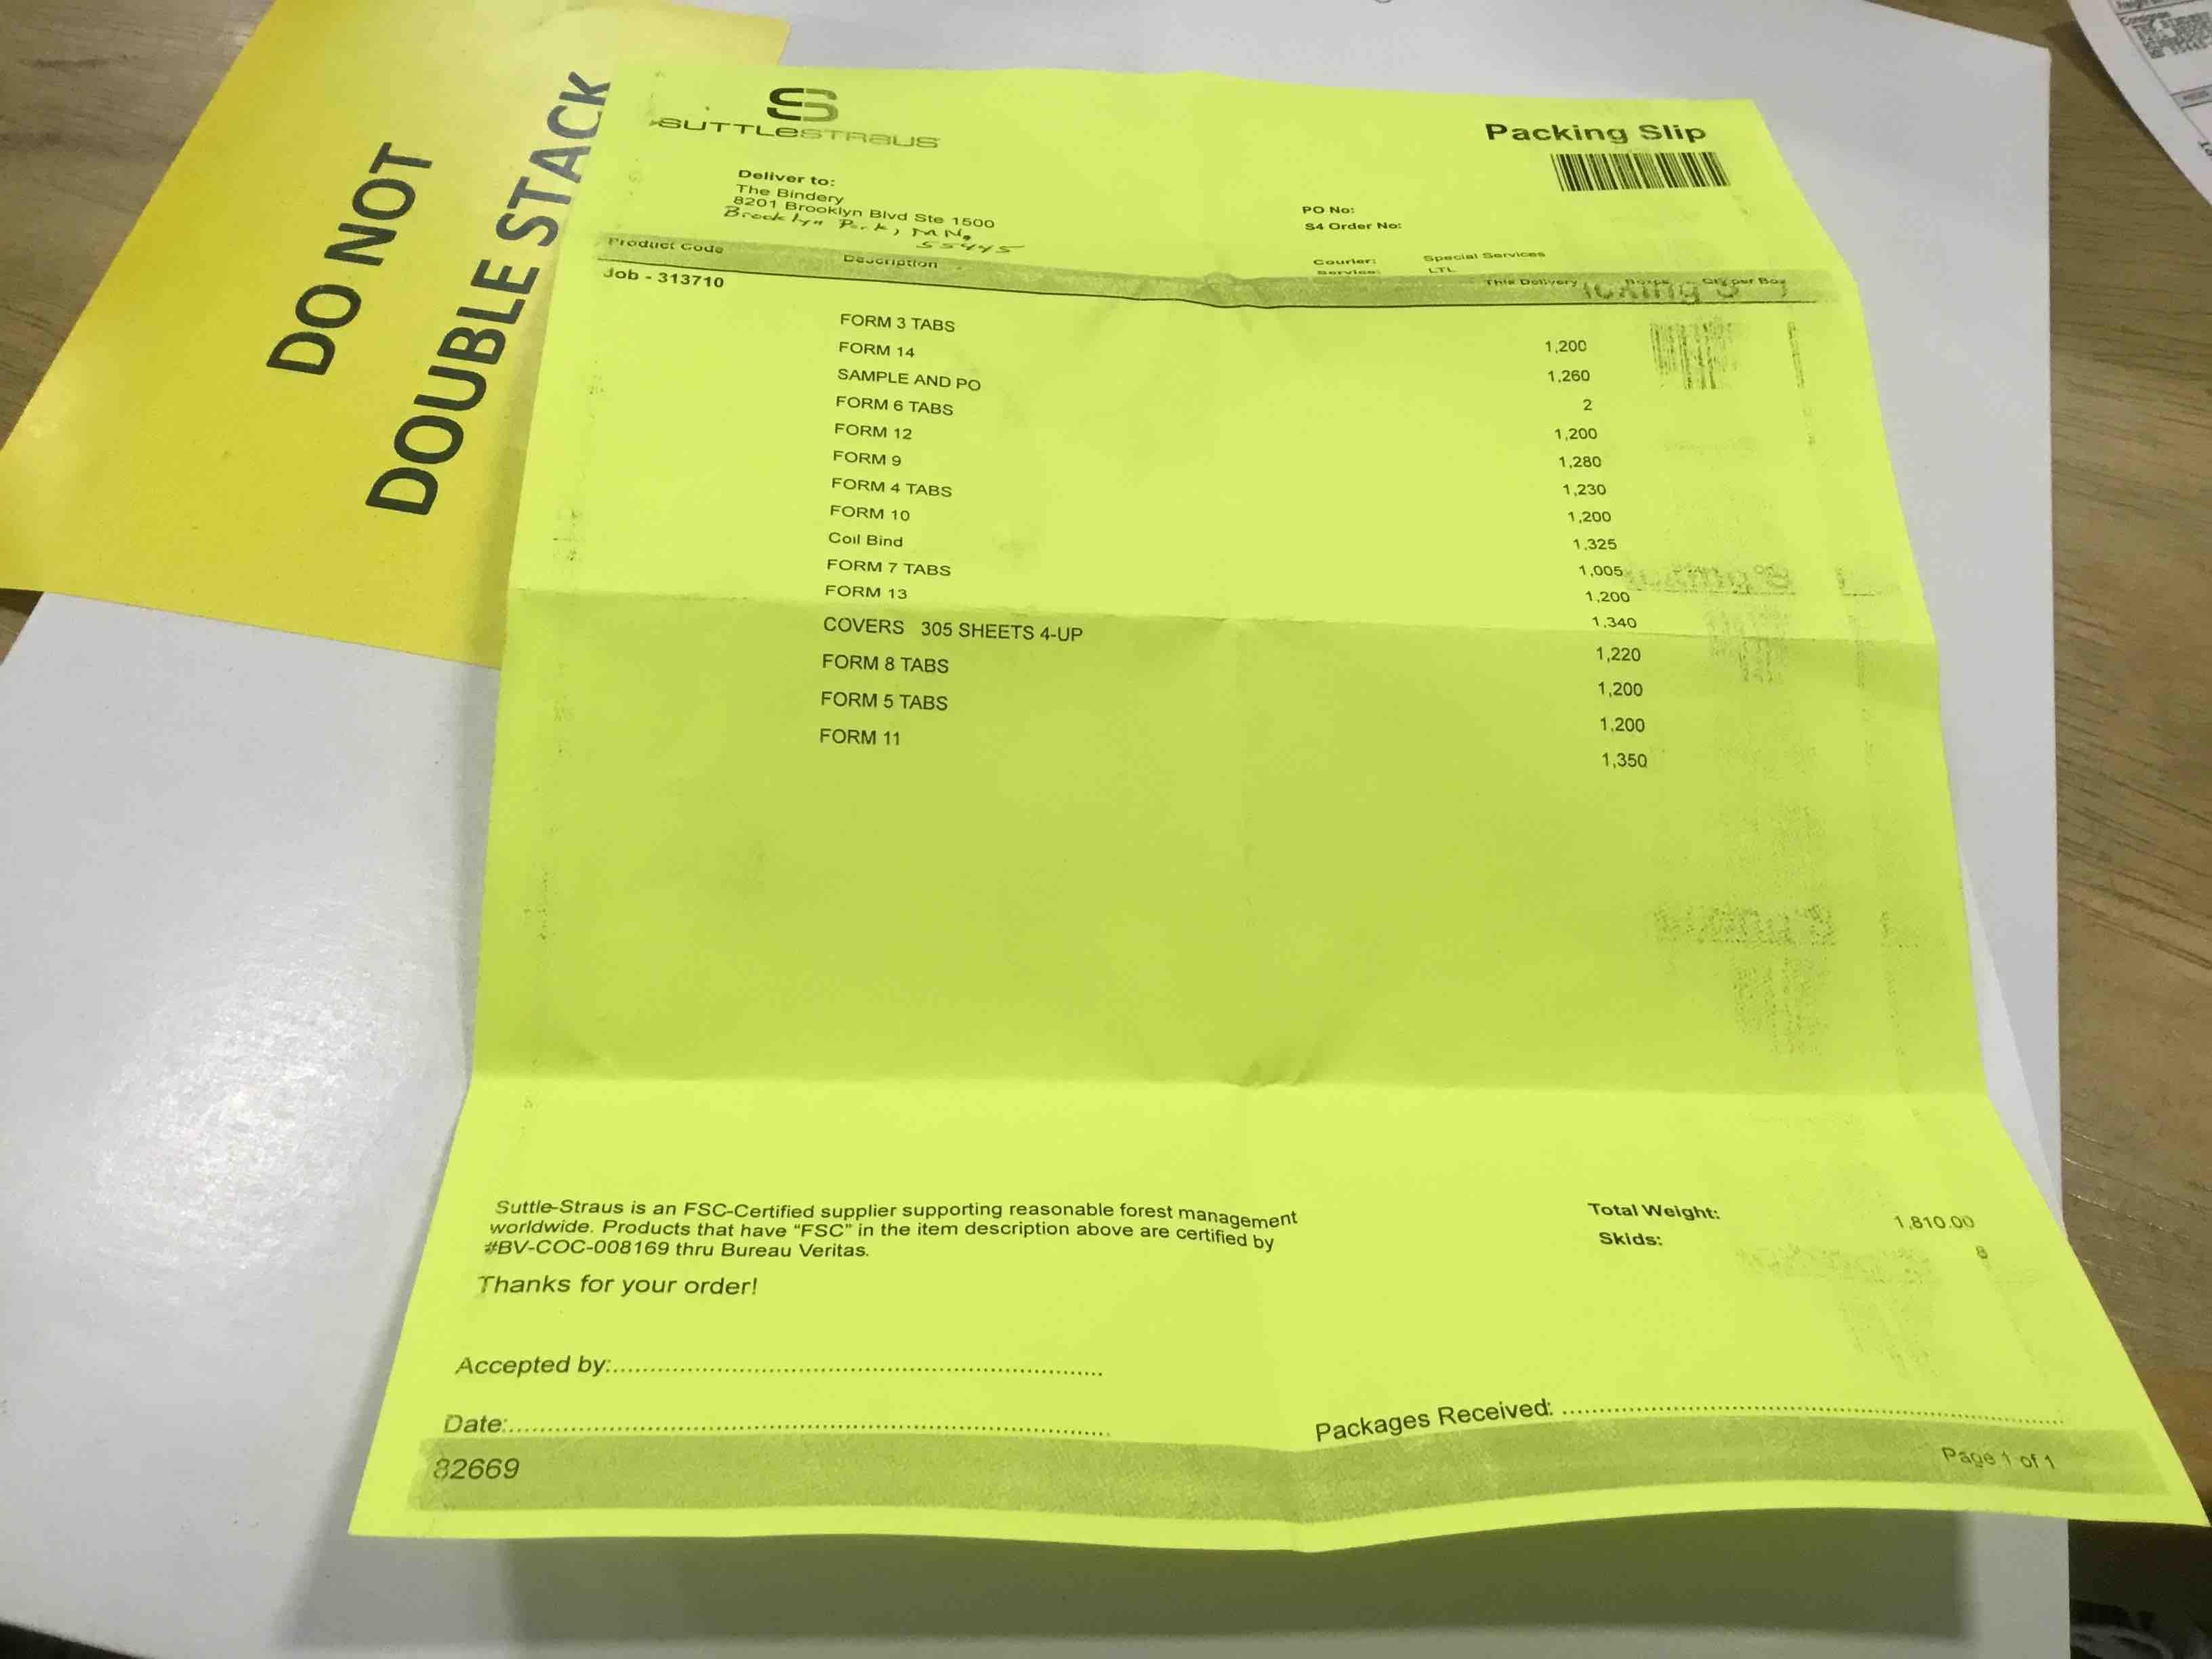 DO NOT
DOUBLE STACK
SUTTLESTRAUS
Packing Slip
Deliver to:
The Bindery
8201 Brooklyn Blvd Ste 1500
Brooklyn Park, MN.
55445
PO No:
S4 Order No:
Courier: Special Services
Service: LTL
Product Code Description This Delivery Boxes Qty per Box
Job - 313710
FORM 3 TABS 1,200
FORM 14 1,260
SAMPLE AND PO 2
FORM 6 TABS 1,200
FORM 12 1,280
FORM 9 1,230
FORM 4 TABS 1,200
FORM 10 1,325
Coil Bind 1,005
FORM 7 TABS 1,200
FORM 13 1,340
COVERS 305 SHEETS 4-UP 1,220
FORM 8 TABS 1,200
FORM 5 TABS 1,200
FORM 11 1,350
Suttle-Straus is an FSC-Certified supplier supporting reasonable forest management
worldwide. Products that have “FSC” in the item description above are certified by
#BV-COC-008169 thru Bureau Veritas.
Thanks for your order!
Total Weight: 1,810.00
Skids: 8
Accepted by:
Date:
Packages Received:
82669
Page 1 of 1